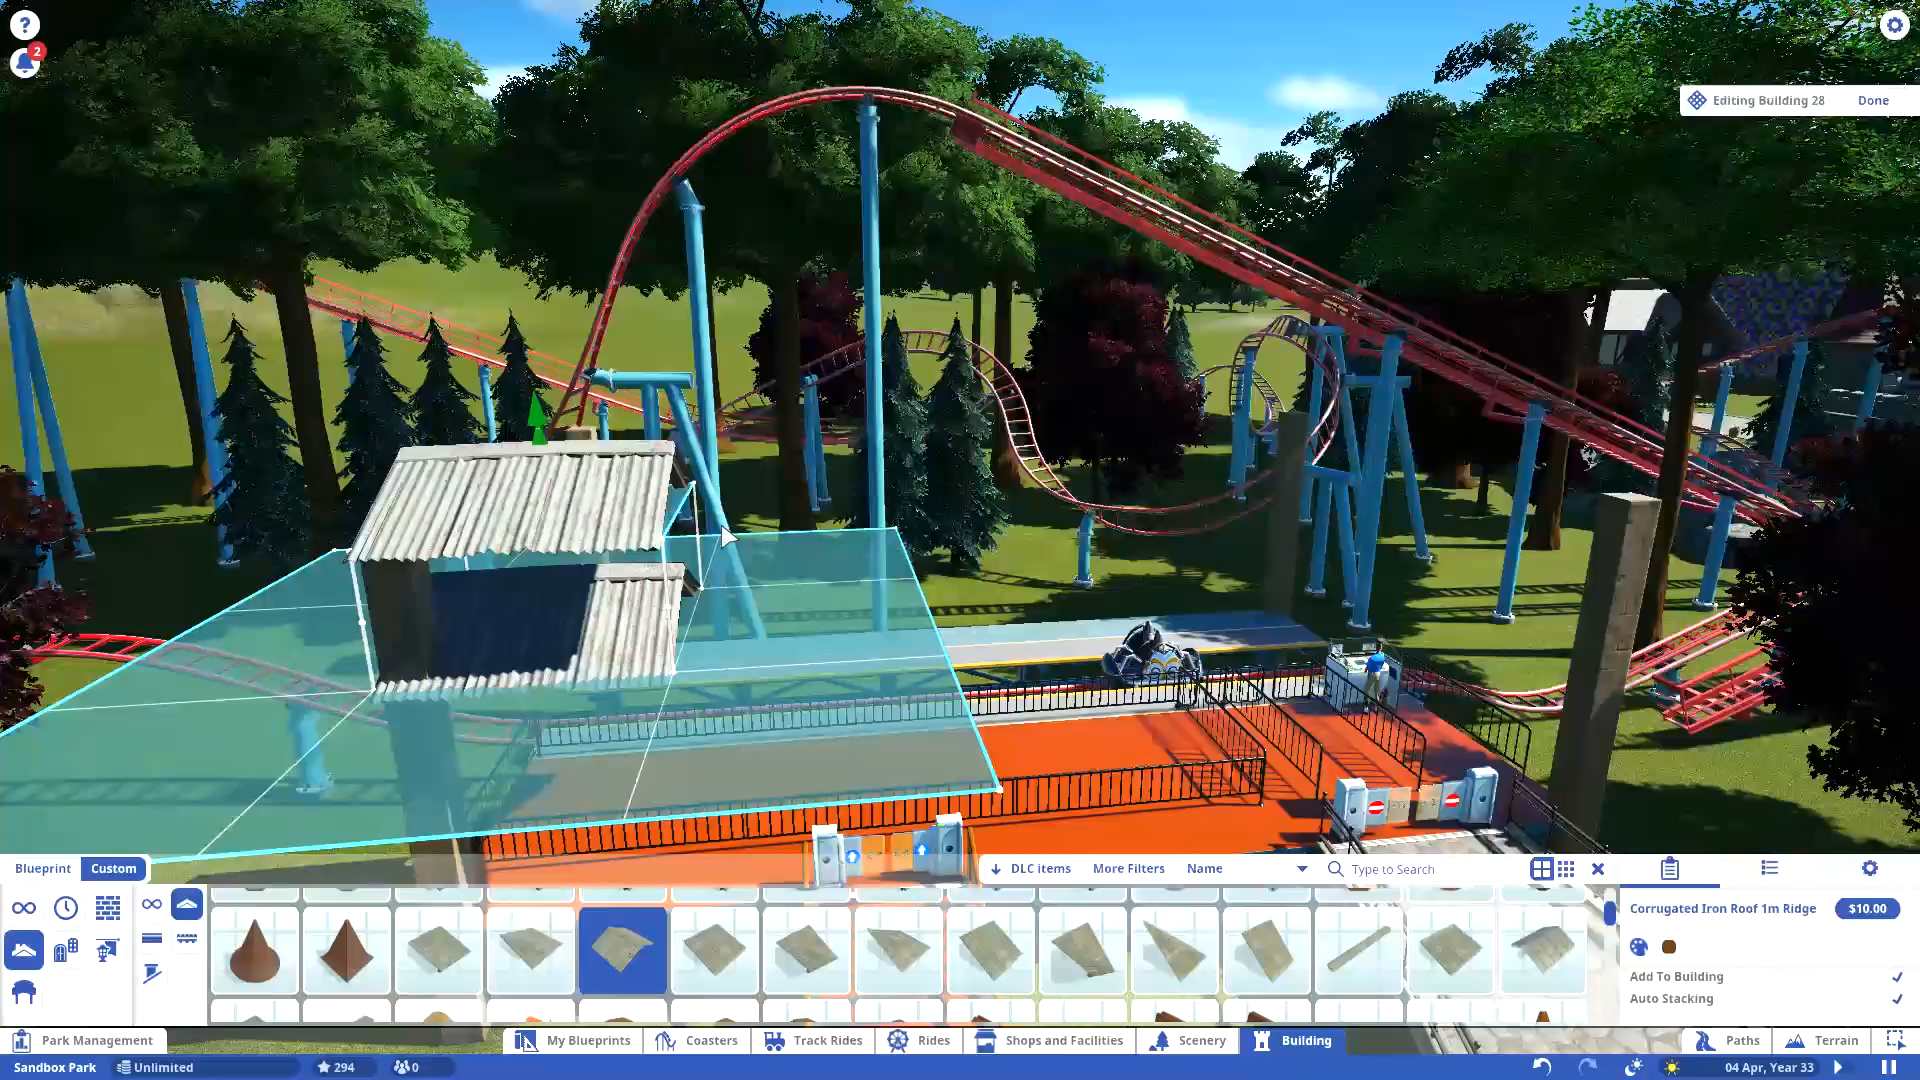 ?
2
Editing Building 28 Done
Blueprint Custom
DLC items More Filters Name Type to Search
Corrugated Iron Roof 1m Ridge $10.00
Add To Building
Auto Stacking
Park Management My Blueprints Coasters Track Rides Rides Shops and Facilities Scenery Building Paths Terrain
Sandbox Park Unlimited 294 0 04 Apr, Year 33